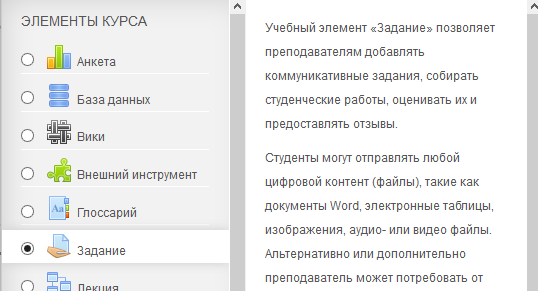 ЭЛЕМЕНТЫ КУРСА
Анкета
База данных
Вики
Внешний инструмент
Глоссарий
Задание
Лекция
Учебный элемент «Задание» позволяет
преподавателям добавлять
коммуникативные задания, собирать
студенческие работы, оценивать их и
предоставлять отзывы.
Студенты могут отправлять любой
цифровой контент (файлы), такие как
документы Word, электронные таблицы,
изображения, аудио- или видео файлы.
Альтернативно или дополнительно
преподаватель может потребовать от